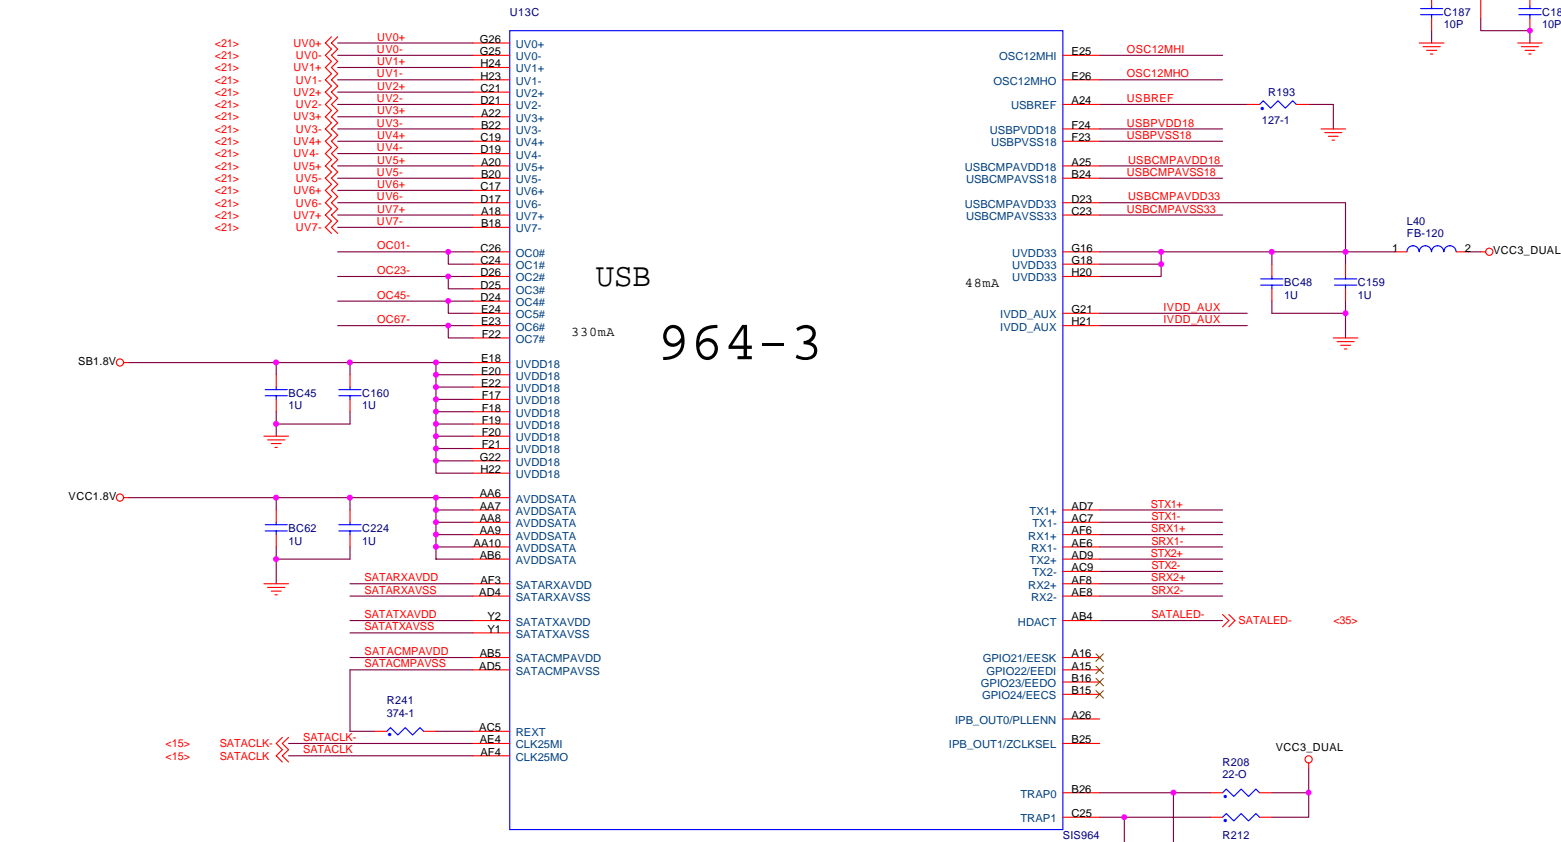 U13C
C187
10P
C18
10P
<21> UV0+ UV0+ G26 UV0+
<21> UV0- UV0- G25 UV0-
<21> UV1+ UV1+ H24 UV1+
<21> UV1- UV1- H23 UV1-
<21> UV2+ UV2+ C21 UV2+
<21> UV2- UV2- D21 UV2-
<21> UV3+ UV3+ A22 UV3+
<21> UV3- UV3- B22 UV3-
<21> UV4+ UV4+ C19 UV4+
<21> UV4- UV4- D19 UV4-
<21> UV5+ UV5+ A20 UV5+
<21> UV5- UV5- B20 UV5-
<21> UV6+ UV6+ C17 UV6+
<21> UV6- UV6- D17 UV6-
<21> UV7+ UV7+ A18 UV7+
<21> UV7- UV7- B18 UV7-
OC01- C26 OC0#
C24 OC1#
OC23- D26 OC2#
D25 OC3#
OC45- D24 OC4#
E24 OC5#
OC67- E23 OC6#
F22 OC7#
USB
330mA
964-3
48mA
SB1.8V E18 UVDD18
E20 UVDD18
E22 UVDD18
F17 UVDD18
F18 UVDD18
F19 UVDD18
F20 UVDD18
F21 UVDD18
G22 UVDD18
H22 UVDD18
BC45
1U
C160
1U
VCC1.8V AA6 AVDDSATA
AA7 AVDDSATA
AA8 AVDDSATA
AA9 AVDDSATA
AA10 AVDDSATA
AB6 AVDDSATA
BC62
1U
C224
1U
SATARXAVDD AF3 SATARXAVDD
SATARXAVSS AD4 SATARXAVSS
SATATXAVDD Y2 SATATXAVDD
SATATXAVSS Y1 SATATXAVSS
SATACMPAVDD AB5 SATACMPAVDD
SATACMPAVSS AD5 SATACMPAVSS
R241
374-1
AC5 REXT
<15> SATACLK- SATACLK- AE4 CLK25MI
<15> SATACLK SATACLK AF4 CLK25MO
OSC12MHI E25 OSC12MHI
OSC12MHO E26 OSC12MHO
USBREF A24 USBREF
R193
127-1
USBPVDD18 F24 USBPVDD18
USBPVSS18 F23 USBPVSS18
USBCMPAVDD18 A25 USBCMPAVDD18
USBCMPAVSS18 B24 USBCMPAVSS18
USBCMPAVDD33 D23 USBCMPAVDD33
USBCMPAVSS33 C23 USBCMPAVSS33
L40
FB-120
1 2 VCC3_DUAL
UVDD33 G16
UVDD33 G18
UVDD33 H20
BC48
1U
C159
1U
IVDD_AUX G21 IVDD_AUX
IVDD_AUX H21 IVDD_AUX
TX1+ AD7 STX1+
TX1- AC7 STX1-
RX1+ AF6 SRX1+
RX1- AE6 SRX1-
TX2+ AD9 STX2+
TX2- AC9 STX2-
RX2+ AF8 SRX2+
RX2- AE8 SRX2-
HDACT AB4 SATALED- SATALED- <35>
GPIO21/EESK A16
GPIO22/EEDI A15
GPIO23/EEDO B16
GPIO24/EECS B15
IPB_OUT0/PLLENN A26
IPB_OUT1/ZCLKSEL B25
VCC3_DUAL
R208
22-O
TRAP0 B26
TRAP1 C25
SIS964
R212